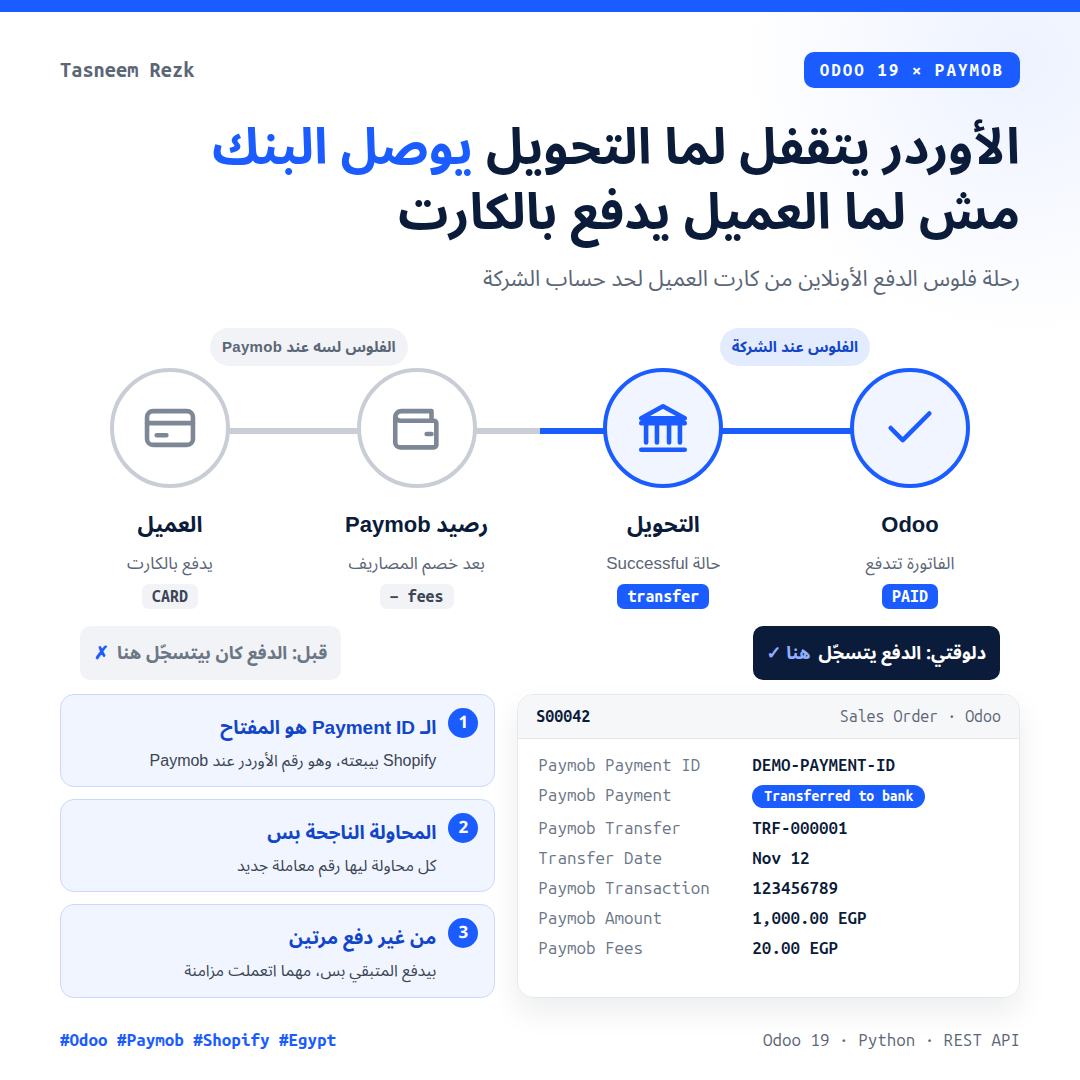 Tasneem Rezk
ODOO 19 × PAYMOB
الأوردر يتقفل لما التحويل يوصل البنك
مش لما العميل يدفع بالكارت
رحلة فلوس الدفع الأونلاين من كارت العميل لحد حساب الشركة
الفلوس لسه عند Paymob
الفلوس عند الشركة
العميل
يدفع بالكارت
CARD
رصيد Paymob
بعد خصم المصاريف
− fees
التحويل
حالة Successful
transfer
Odoo
الفاتورة تتدفع
PAID
قبل: الدفع كان بيتسجّل هنا ✗
دلوقتي: الدفع يتسجّل هنا ✓
1
الـ Payment ID هو المفتاح
Shopify بيبعته، وهو رقم الأوردر عند Paymob
2
المحاولة الناجحة بس
كل محاولة ليها رقم معاملة جديد
3
من غير دفع مرتين
بيدفع المتبقي بس، مهما اتعملت مزامنة
S00042 Sales Order · Odoo
Paymob Payment ID DEMO-PAYMENT-ID
Paymob Payment Transferred to bank
Paymob Transfer TRF-000001
Transfer Date Nov 12
Paymob Transaction 123456789
Paymob Amount 1,000.00 EGP
Paymob Fees 20.00 EGP
#Odoo #Paymob #Shopify #Egypt
Odoo 19 · Python · REST API